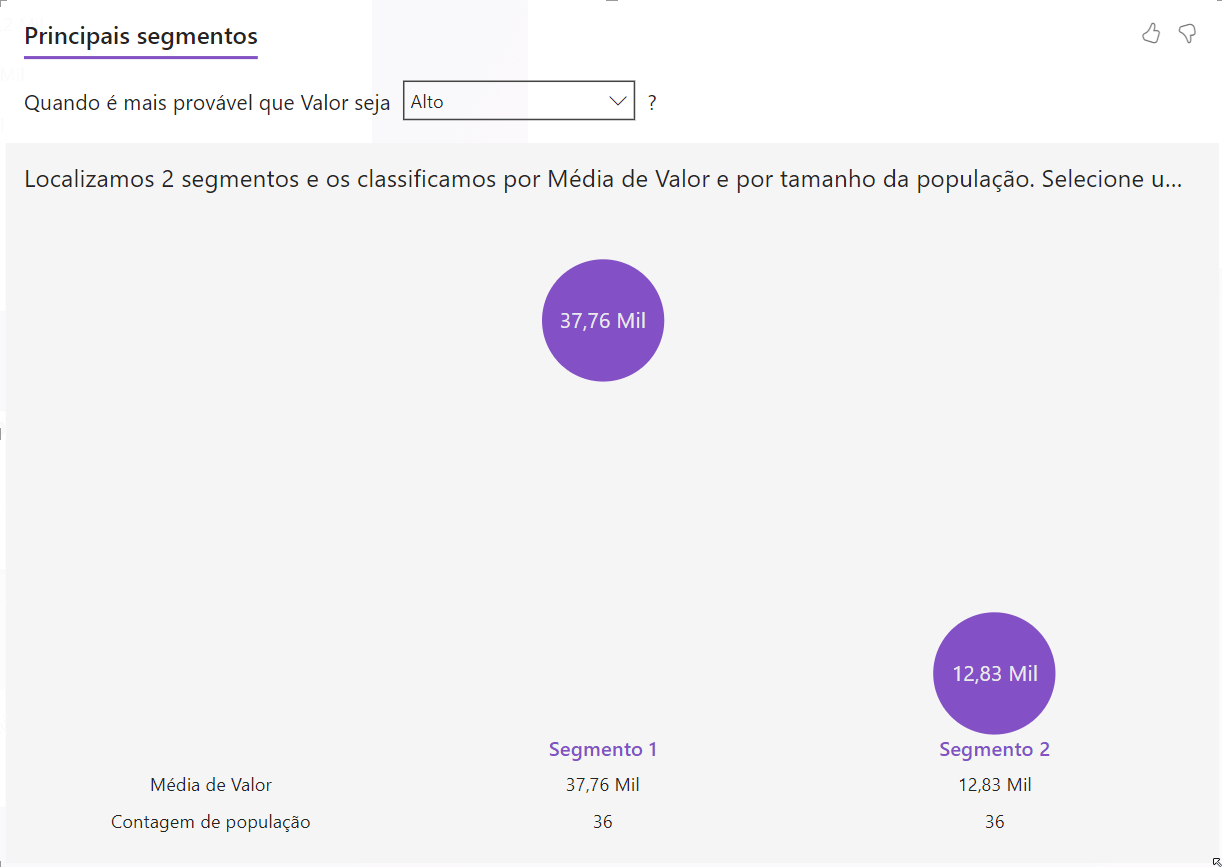 Principais segmentos
Quando é mais provável que Valor seja Alto ?
Localizamos 2 segmentos e os classificamos por Média de Valor e por tamanho da população. Selecione u...
37,76 Mil
12,83 Mil
Segmento 1 Segmento 2
Média de Valor 37,76 Mil 12,83 Mil
Contagem de população 36 36